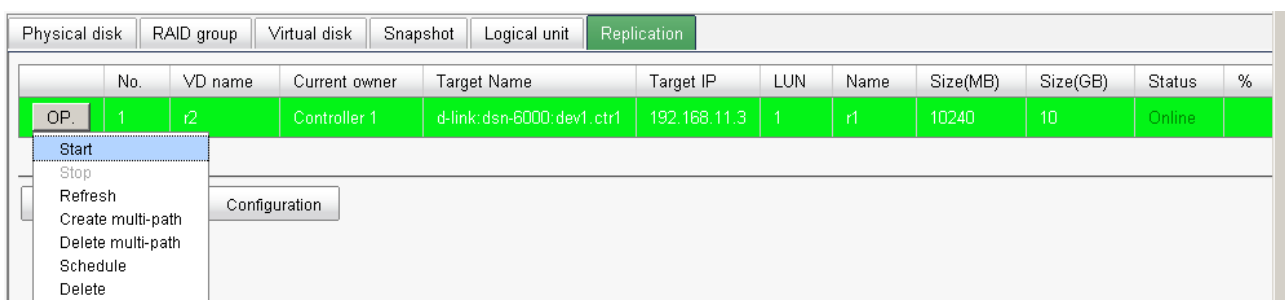 Physical disk RAID group Virtual disk Snapshot Logical unit Replication
No. VD name Current owner Target Name Target IP LUN Name Size(MB) Size(GB) Status %
OP. 1 r2 Controller 1 d-link:dsn-6000:dev1.ctr1 192.168.11.3 1 r1 10240 10 Online
Start
Stop
Refresh
Configuration
Create multi-path
Delete multi-path
Schedule
Delete